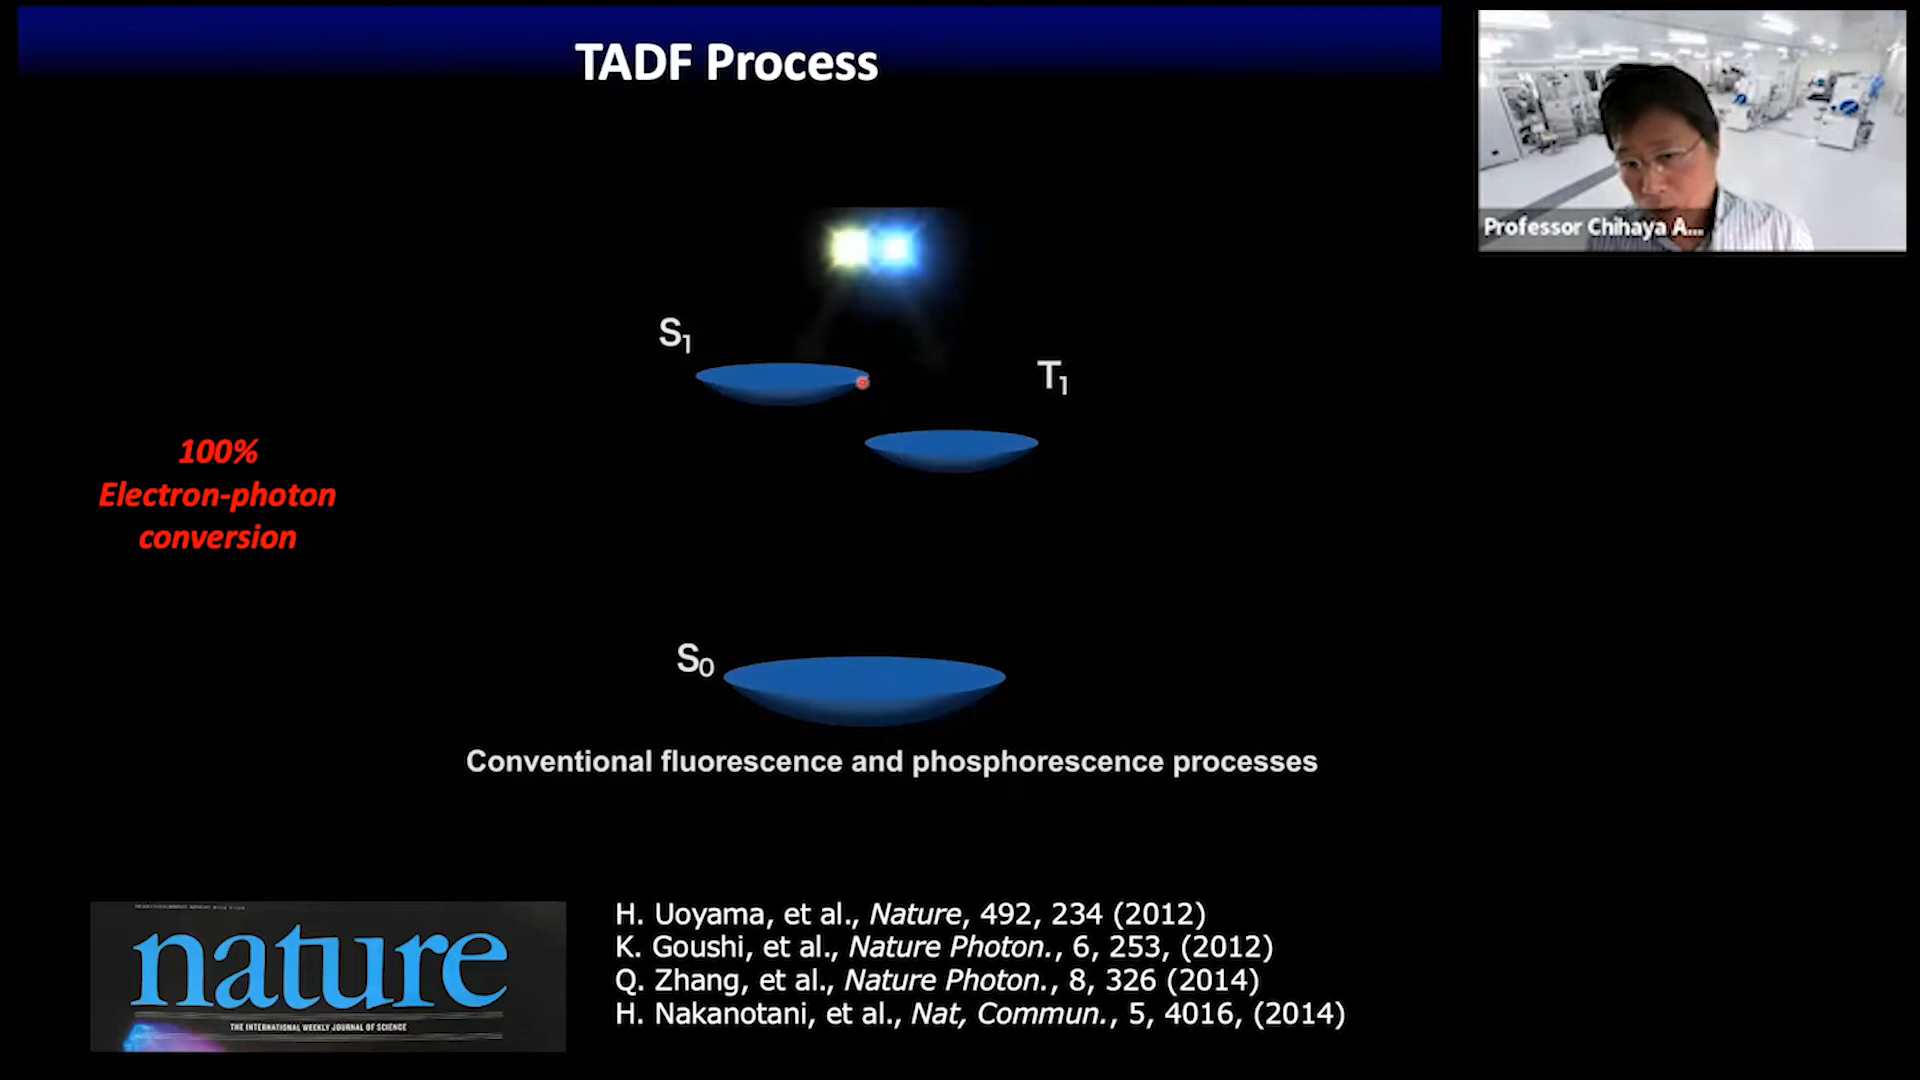 TADF Process
Professor Chihaya A...
S1
T1
100%
Electron-photon
conversion
S0
Conventional fluorescence and phosphorescence processes
nature
THE INTERNATIONAL WEEKLY JOURNAL OF SCIENCE
H. Uoyama, et al., Nature, 492, 234 (2012)
K. Goushi, et al., Nature Photon., 6, 253, (2012)
Q. Zhang, et al., Nature Photon., 8, 326 (2014)
H. Nakanotani, et al., Nat, Commun., 5, 4016, (2014)